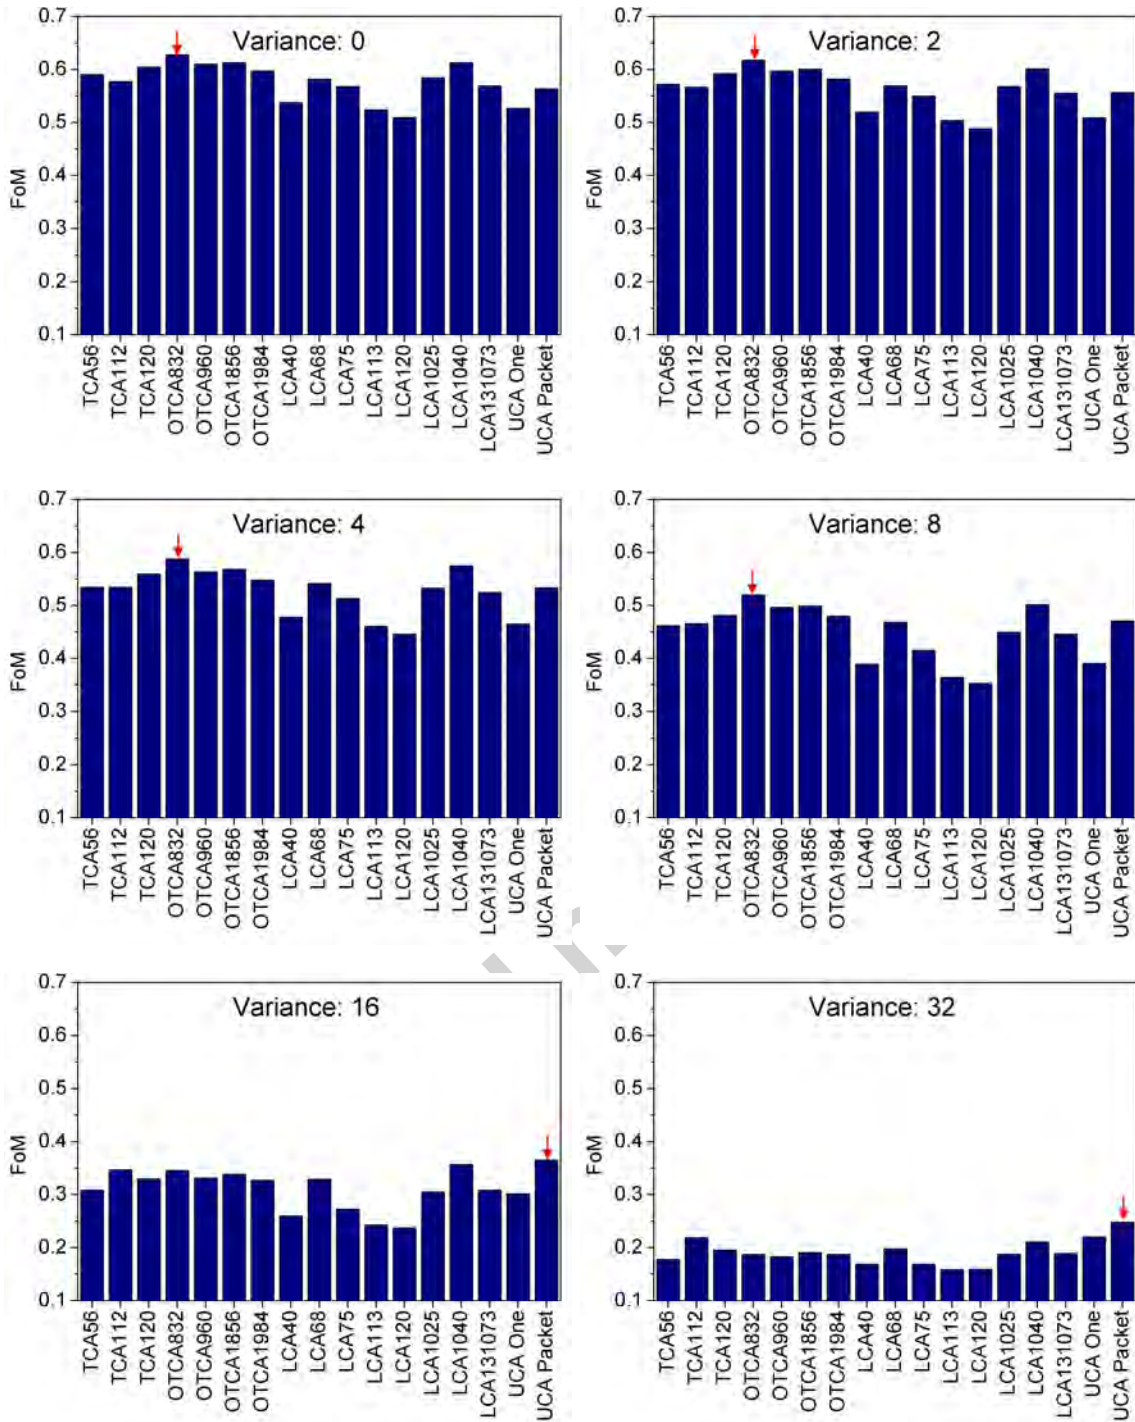 Variance: 0
FoM
0.7
0.6
0.5
0.4
0.3
0.2
0.1
TCA56
TCA112
TCA120
OTCA832
OTCA960
OTCA1856
OTCA1984
LCA40
LCA68
LCA75
LCA113
LCA120
LCA1025
LCA1040
LCA131073
UCA One
UCA Packet
Variance: 2
FoM
0.7
0.6
0.5
0.4
0.3
0.2
0.1
TCA56
TCA112
TCA120
OTCA832
OTCA960
OTCA1856
OTCA1984
LCA40
LCA68
LCA75
LCA113
LCA120
LCA1025
LCA1040
LCA131073
UCA One
UCA Packet
Variance: 4
FoM
0.7
0.6
0.5
0.4
0.3
0.2
0.1
TCA56
TCA112
TCA120
OTCA832
OTCA960
OTCA1856
OTCA1984
LCA40
LCA68
LCA75
LCA113
LCA120
LCA1025
LCA1040
LCA131073
UCA One
UCA Packet
Variance: 8
FoM
0.7
0.6
0.5
0.4
0.3
0.2
0.1
TCA56
TCA112
TCA120
OTCA832
OTCA960
OTCA1856
OTCA1984
LCA40
LCA68
LCA75
LCA113
LCA120
LCA1025
LCA1040
LCA131073
UCA One
UCA Packet
Variance: 16
FoM
0.7
0.6
0.5
0.4
0.3
0.2
0.1
TCA56
TCA112
TCA120
OTCA832
OTCA960
OTCA1856
OTCA1984
LCA40
LCA68
LCA75
LCA113
LCA120
LCA1025
LCA1040
LCA131073
UCA One
UCA Packet
Variance: 32
FoM
0.7
0.6
0.5
0.4
0.3
0.2
0.1
TCA56
TCA112
TCA120
OTCA832
OTCA960
OTCA1856
OTCA1984
LCA40
LCA68
LCA75
LCA113
LCA120
LCA1025
LCA1040
LCA131073
UCA One
UCA Packet